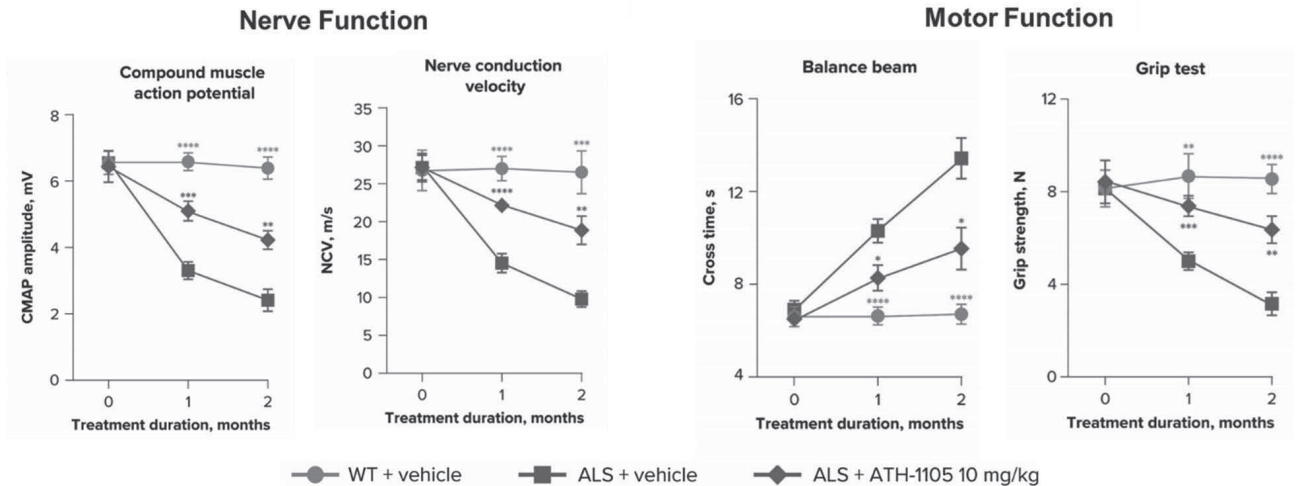 Nerve Function
Motor Function
Compound muscle
action potential
8
6
4
2
0
CMAP amplitude, mV
****
****
***
**
0
1
2
Treatment duration, months
Nerve conduction
velocity
35
30
25
20
15
10
5
0
NCV, m/s
****
***
****
**
0
1
2
Treatment duration, months
Balance beam
16
12
8
4
Cross time, s
*
*
****
****
0
1
2
Treatment duration, months
Grip test
12
8
4
0
Grip strength, N
**
****
***
**
0
1
2
Treatment duration, months
WT + vehicle
ALS + vehicle
ALS + ATH-1105 10 mg/kg